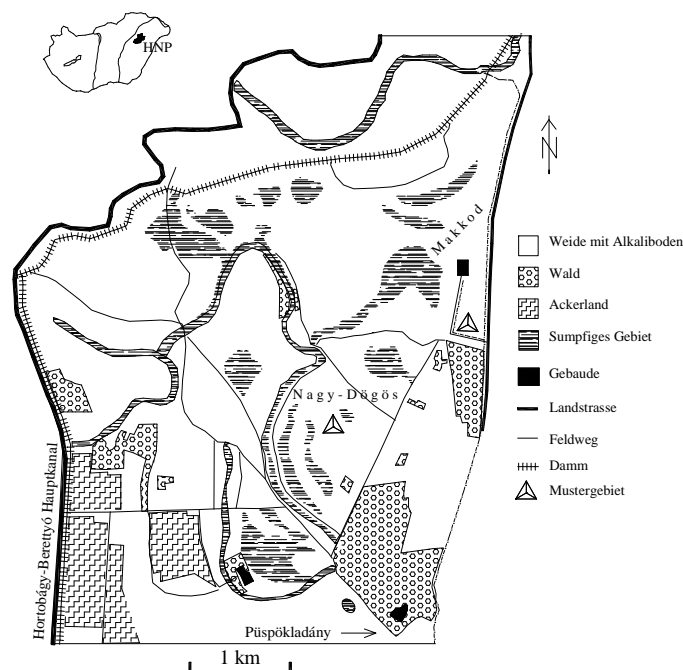 HNP
N
Makkod
Weide mit Alkaliboden
Wald
Ackerland
Sumpfiges Gebiet
Gebaude
Landstrasse
Feldweg
Damm
Mustergebiet
Nagy-Dögös
Hortobágy-Berettyó Hauptkanal
Püspökladány
1 km